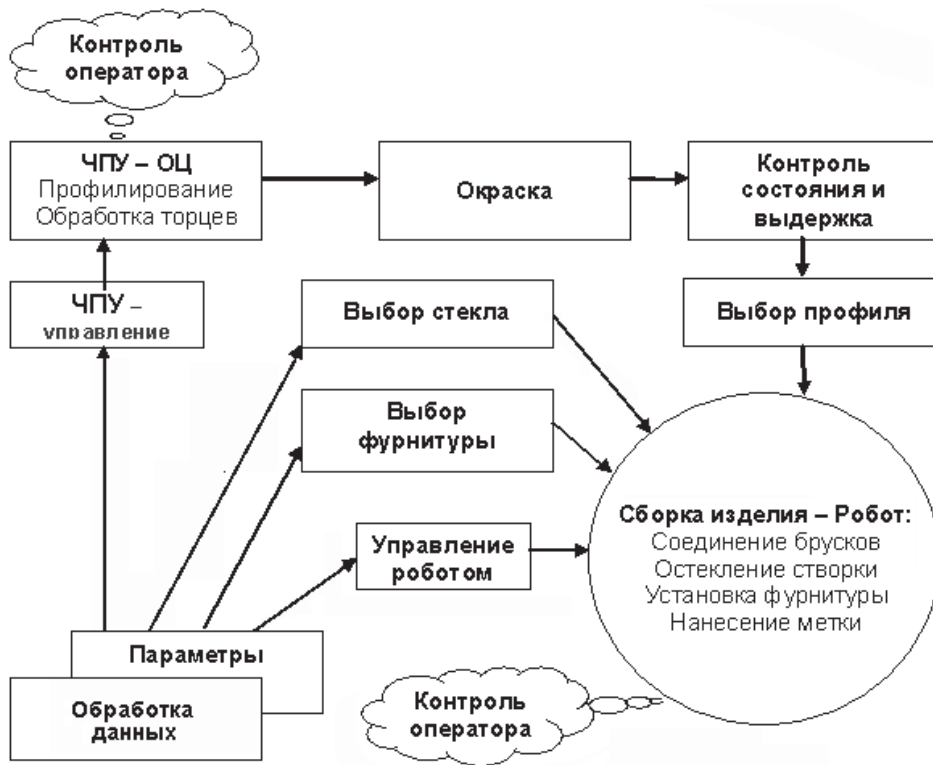 Контроль
оператора
ЧПУ – ОЦ
Профилирование
Обработка торцев
Окраска
Контроль
состояния и
выдержка
ЧПУ –
управление
Выбор стекла
Выбор профиля
Выбор
фурнитуры
Сборка изделия – Робот:
Соединение брусков
Остекление створки
Установка фурнитуры
Нанесение метки
Управление
роботом
Параметры
Обработка
данных
Контроль
оператора